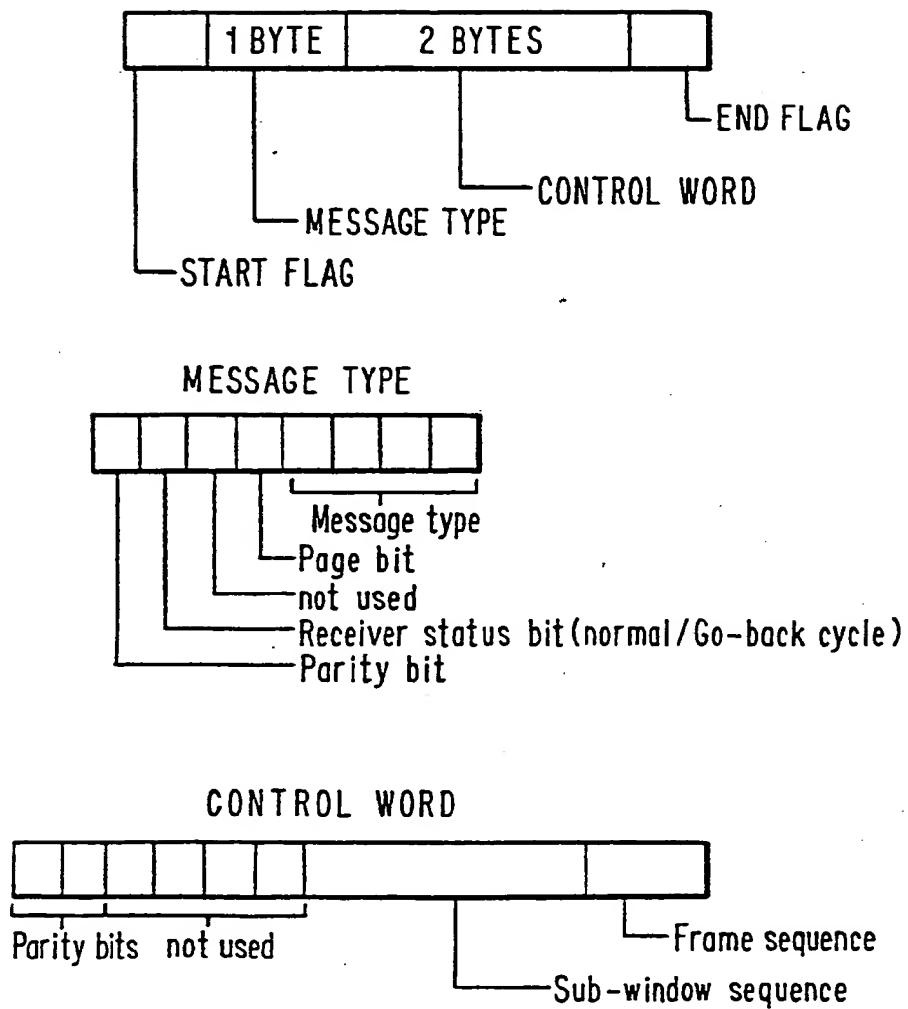 1 BYTE 2 BYTES
END FLAG
CONTROL WORD
MESSAGE TYPE
START FLAG
MESSAGE TYPE
Message type
Page bit
not used
Receiver status bit(normal/Go-back cycle)
Parity bit
CONTROL WORD
Parity bits not used
Frame sequence
Sub-window sequence